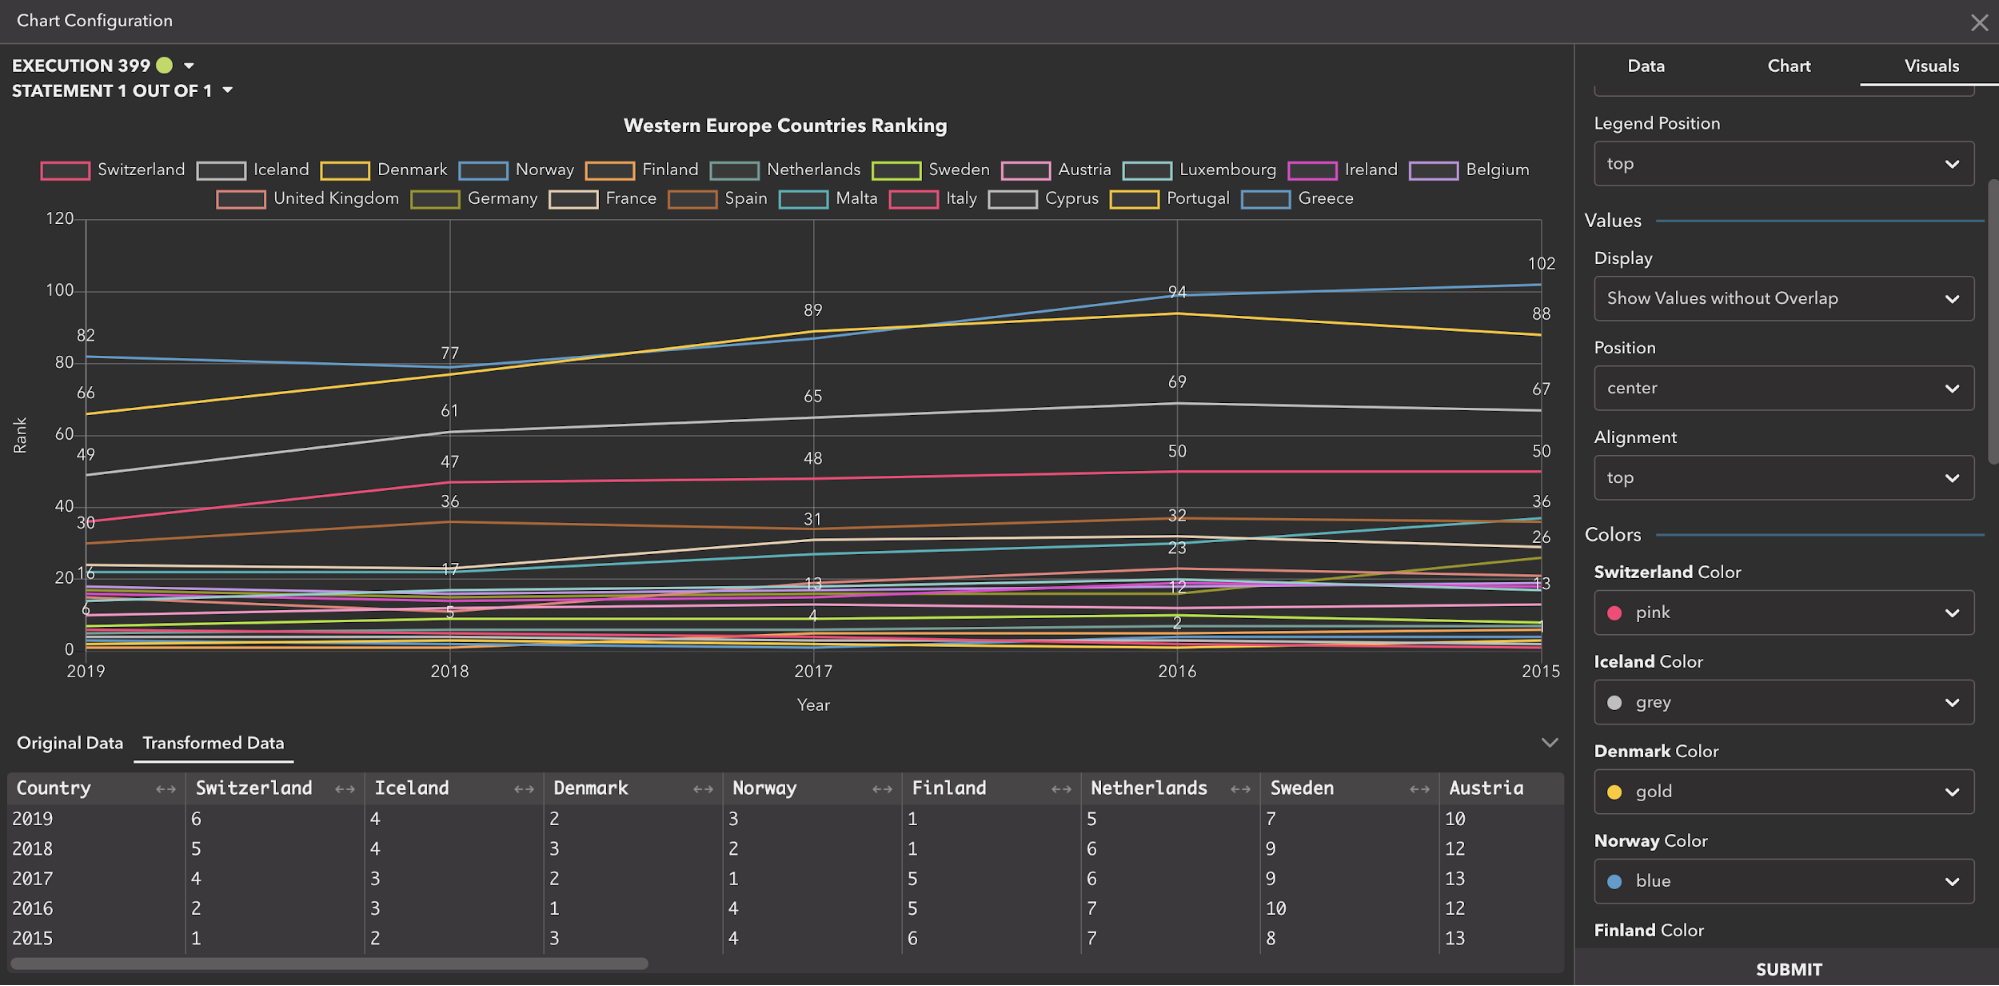 Chart Configuration
EXECUTION 399
STATEMENT 1 OUT OF 1
Data Chart Visuals
Western Europe Countries Ranking
Switzerland Iceland Denmark Norway Finland Netherlands Sweden Austria Luxembourg Ireland Belgium
United Kingdom Germany France Spain Malta Italy Cyprus Portugal Greece
120
100
80
60
40
20
0
Rank
82
66
49
30
16
6
77
61
47
36
17
5
89
65
48
31
13
4
94
69
50
32
23
12
2
102
88
67
50
36
26
13
1
2019 2018 2017 2016 2015
Year
Original Data Transformed Data
Country Switzerland Iceland Denmark Norway Finland Netherlands Sweden Austria
2019 6 4 2 3 1 5 7 10
2018 5 4 3 2 1 6 9 12
2017 4 3 2 1 5 6 9 13
2016 2 3 1 4 5 7 10 12
2015 1 2 3 4 6 7 8 13
Legend Position
top
Values
Display
Show Values without Overlap
Position
center
Alignment
top
Colors
Switzerland Color
pink
Iceland Color
grey
Denmark Color
gold
Norway Color
blue
Finland Color
SUBMIT